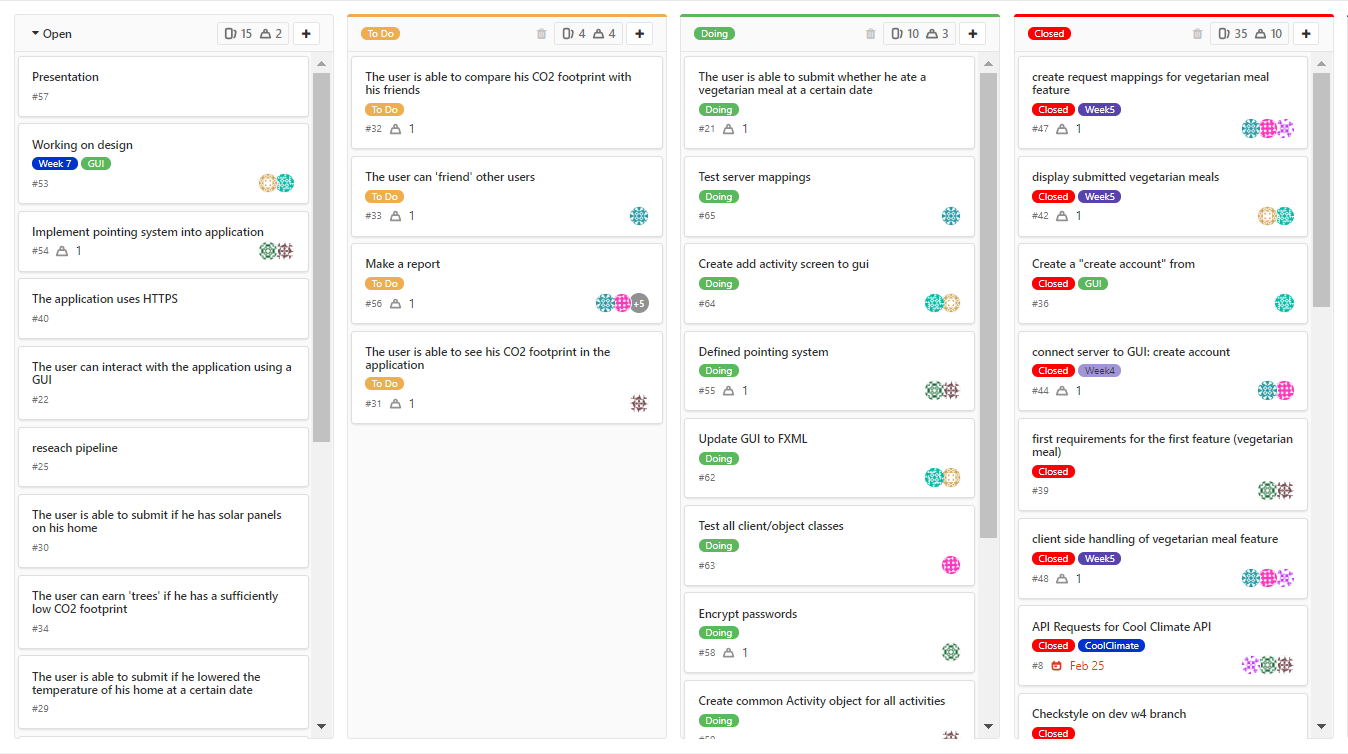 Open 15 2
Presentation
#57
Working on design
Week 7 GUI
#53
Implement pointing system into application
#54 1
The application uses HTTPS
#40
The user can interact with the application using a
GUI
#22
reseach pipeline
#25
The user is able to submit if he has solar panels
on his home
#30
The user can earn 'trees' if he has a sufficiently
low CO2 footprint
#34
The user is able to submit if he lowered the
temperature of his home at a certain date
#29
To Do 4 4
The user is able to compare his CO2 footprint with
his friends
To Do
#32 1
The user can 'friend' other users
To Do
#33 1
Make a report
To Do
#56 1 +5
The user is able to see his CO2 footprint in the
application
To Do
#31 1
Doing 10 3
The user is able to submit whether he ate a
vegetarian meal at a certain date
Doing
#21 1
Test server mappings
Doing
#65
Create add activity screen to gui
Doing
#64
Defined pointing system
Doing
#55 1
Update GUI to FXML
Doing
#62
Test all client/object classes
Doing
#63
Encrypt passwords
Doing
#58 1
Create common Activity object for all activities
Doing
Closed 35 10
create request mappings for vegetarian meal
feature
Closed Week5
#47 1
display submitted vegetarian meals
Closed Week5
#42 1
Create a "create account" from
Closed GUI
#36
connect server to GUI: create account
Closed Week4
#44 1
first requirements for the first feature (vegetarian
meal)
Closed
#39
client side handling of vegetarian meal feature
Closed Week5
#48 1
API Requests for Cool Climate API
Closed CoolClimate
#8 Feb 25
Checkstyle on dev w4 branch
Closed